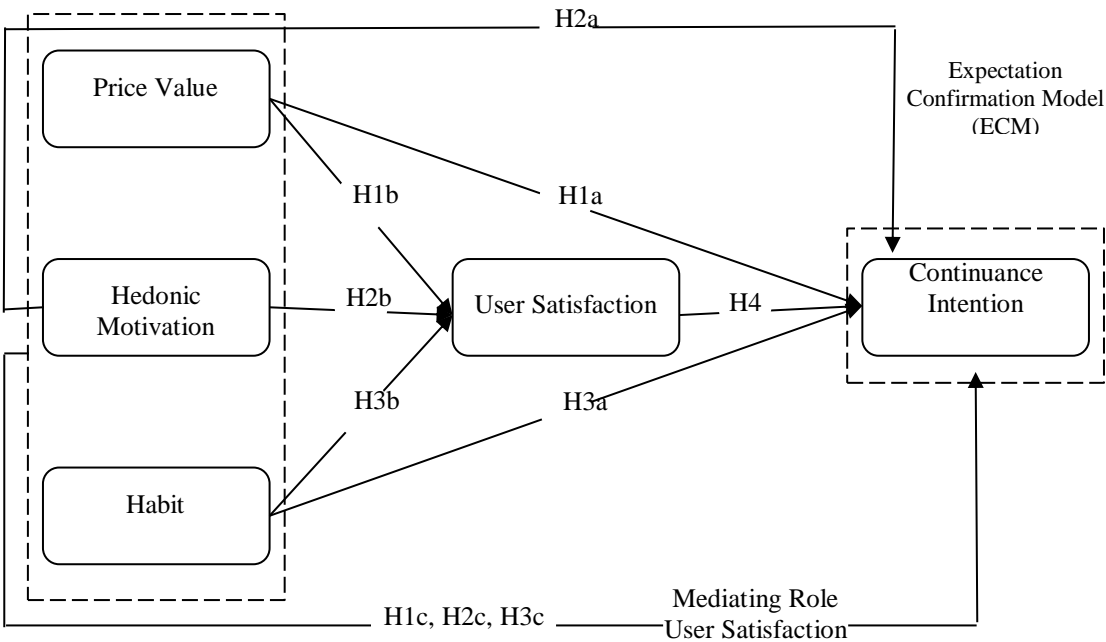 H2a
Price Value
Expectation
Confirmation Model
(ECM)
H1b
H1a
Hedonic
Motivation
H2b
User Satisfaction
H4
Continuance
Intention
H3b
H3a
Habit
H1c, H2c, H3c
Mediating Role
User Satisfaction